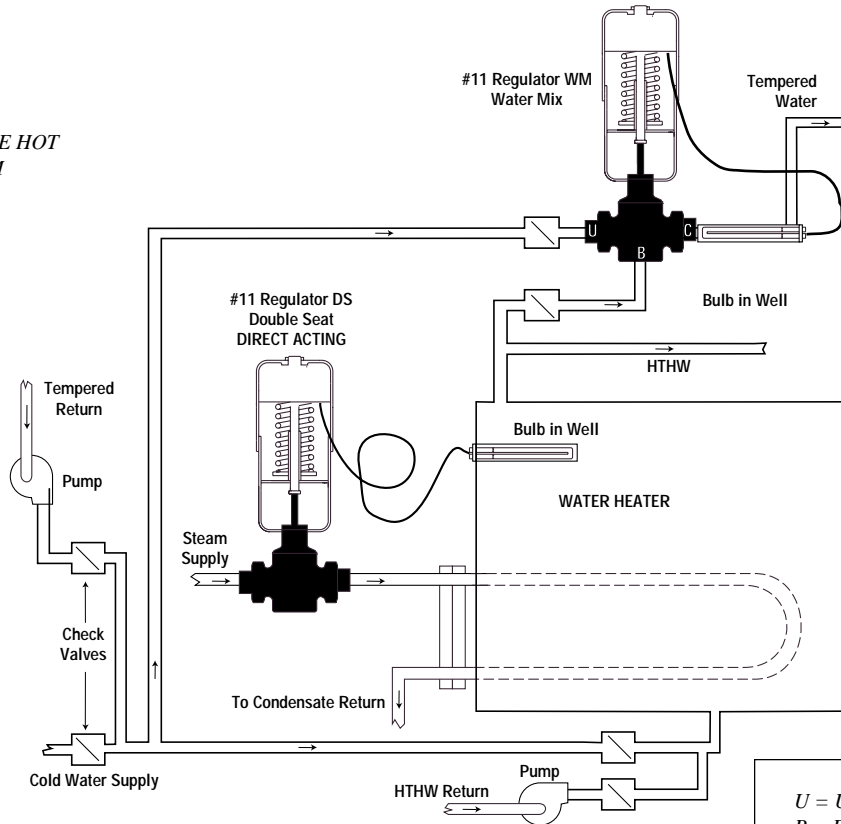 #11 Regulator WM
Water Mix
Tempered
Water
HOT
U
C
B
#11 Regulator DS
Double Seat
DIRECT ACTING
Bulb in Well
HTHW
Tempered
Return
Bulb in Well
Pump
WATER HEATER
Steam
Supply
Check
Valves
To Condensate Return
Cold Water Supply
HTHW Return
Pump
U =